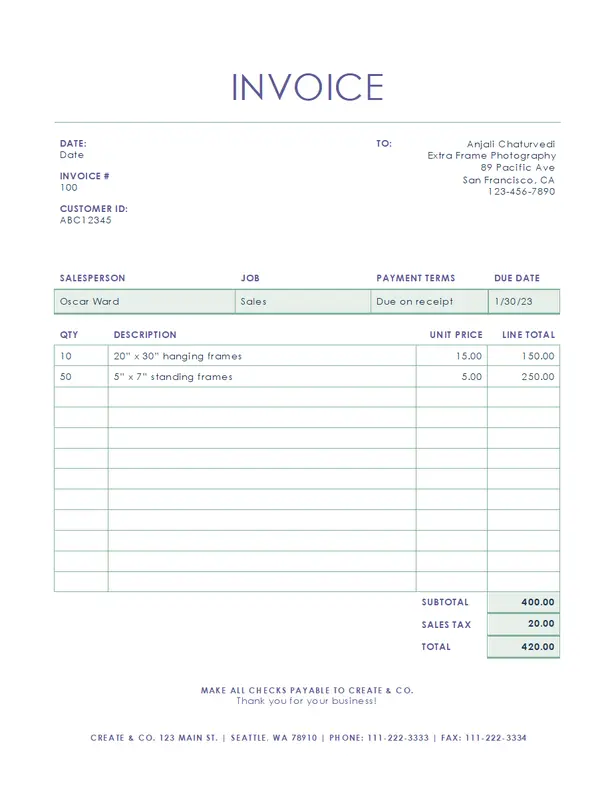 INVOICE
DATE:
Date
INVOICE #
100
CUSTOMER ID:
ABC12345
TO:
Anjali Chaturvedi
Extra Frame Photography
89 Pacific Ave
San Francisco, CA
123-456-7890
SALESPERSON JOB PAYMENT TERMS DUE DATE
Oscar Ward Sales Due on receipt 1/30/23
QTY DESCRIPTION UNIT PRICE LINE TOTAL
10 20” x 30” hanging frames 15.00 150.00
50 5” x 7” standing frames 5.00 250.00
SUBTOTAL 400.00
SALES TAX 20.00
TOTAL 420.00
MAKE ALL CHECKS PAYABLE TO CREATE & CO.
Thank you for your business!
CREATE & CO. 123 MAIN ST. | SEATTLE, WA 78910 | PHONE: 111-222-3333 | FAX: 111-222-3334